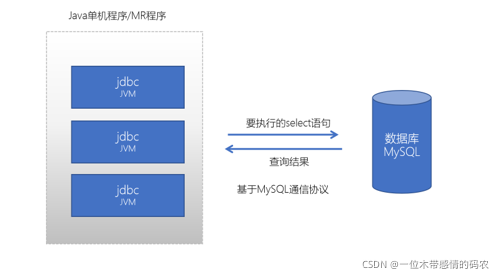 Java单机程序/MR程序
jdbc
JVM
jdbc
JVM
jdbc
JVM
要执行的select语句
查询结果
基于MySQL通信协议
数据库
MySQL
CSDN @一位木带感情的码农